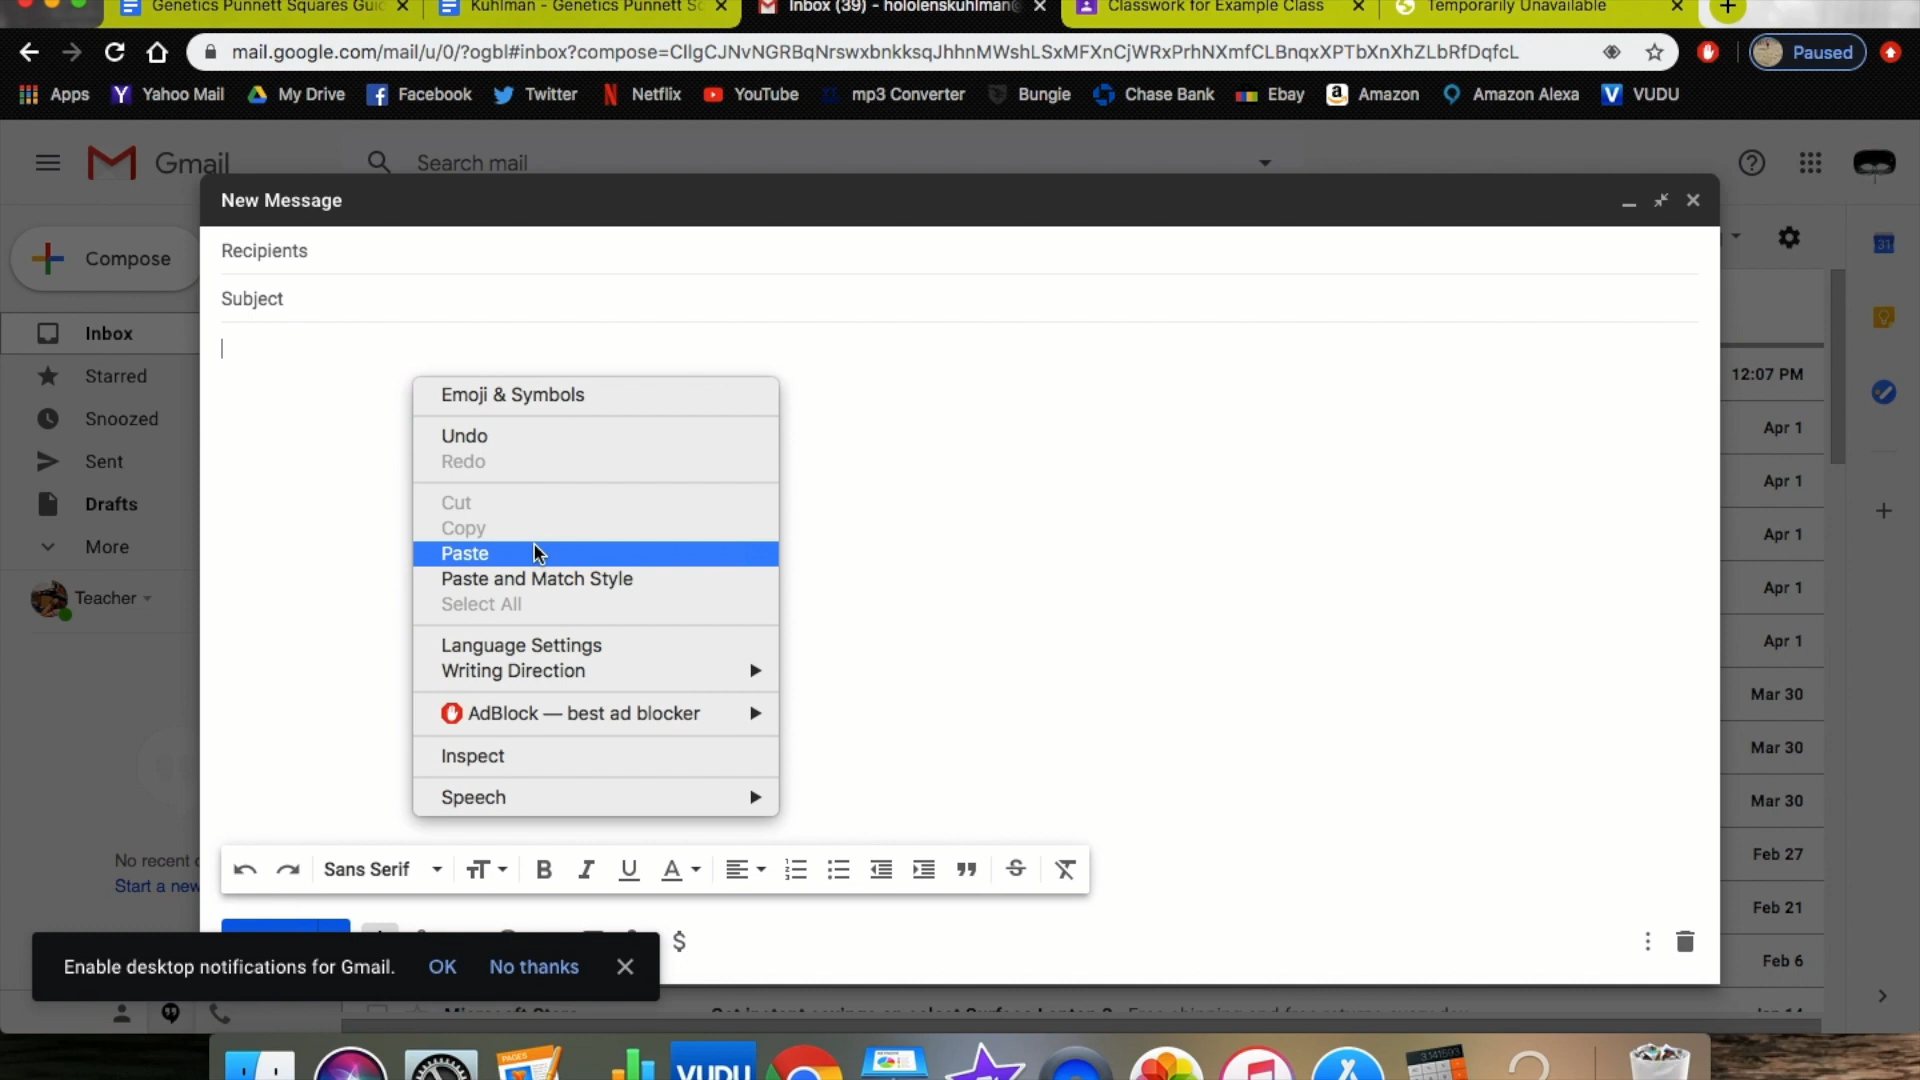 Genetics Punnett Squares Guid
Kuhlman - Genetics Punnett Sc
Inbox (39) - hololenskuhlman@
Classwork for Example Class
Temporarily Unavailable
mail.google.com/mail/u/0/?ogbl#inbox?compose=CllgCJNvNGRBqNrswxbnkksqJhhnMWshLSxMFXnCjWRxPrhNXmfCLBnqxXPTbXnXhZLbRfDqfcL
Paused
Apps
Yahoo Mail
My Drive
Facebook
Twitter
Netflix
YouTube
mp3 Converter
Bungie
Chase Bank
Ebay
Amazon
Amazon Alexa
VUDU
Gmail
Search mail
New Message
Recipients
Subject
Compose
Inbox
Starred
Snoozed
Sent
Drafts
More
Teacher
31
12:07 PM
Apr 1
Apr 1
Apr 1
Apr 1
Apr 1
Mar 30
Mar 30
Mar 30
Feb 27
Feb 21
Feb 6
Emoji & Symbols
Undo
Redo
Cut
Copy
Paste
Paste and Match Style
Select All
Language Settings
Writing Direction
AdBlock — best ad blocker
Inspect
Speech
No recent
Start a new
Sans Serif
Enable desktop notifications for Gmail.
OK
No thanks
PAGES
VUDU